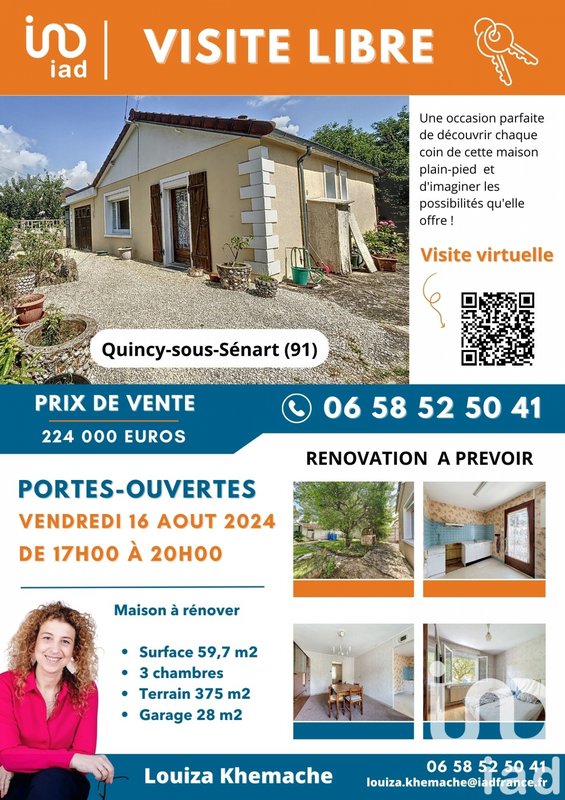 iad
VISITE LIBRE
Une occasion parfaite
de découvrir chaque
coin de cette maison
plain-pied et
d'imaginer les
possibilités qu'elle
offre !
Visite virtuelle
Quincy-sous-Sénart (91)
PRIX DE VENTE
224 000 EUROS
06 58 52 50 41
RENOVATION A PREVOIR
PORTES-OUVERTES
VENDREDI 16 AOUT 2024
DE 17H00 À 20H00
Maison à rénover
• Surface 59,7 m2
• 3 chambres
• Terrain 375 m2
• Garage 28 m2
Louiza Khemache
06 58 52 50 41
louiza.khemache@iadfrance.fr
iad